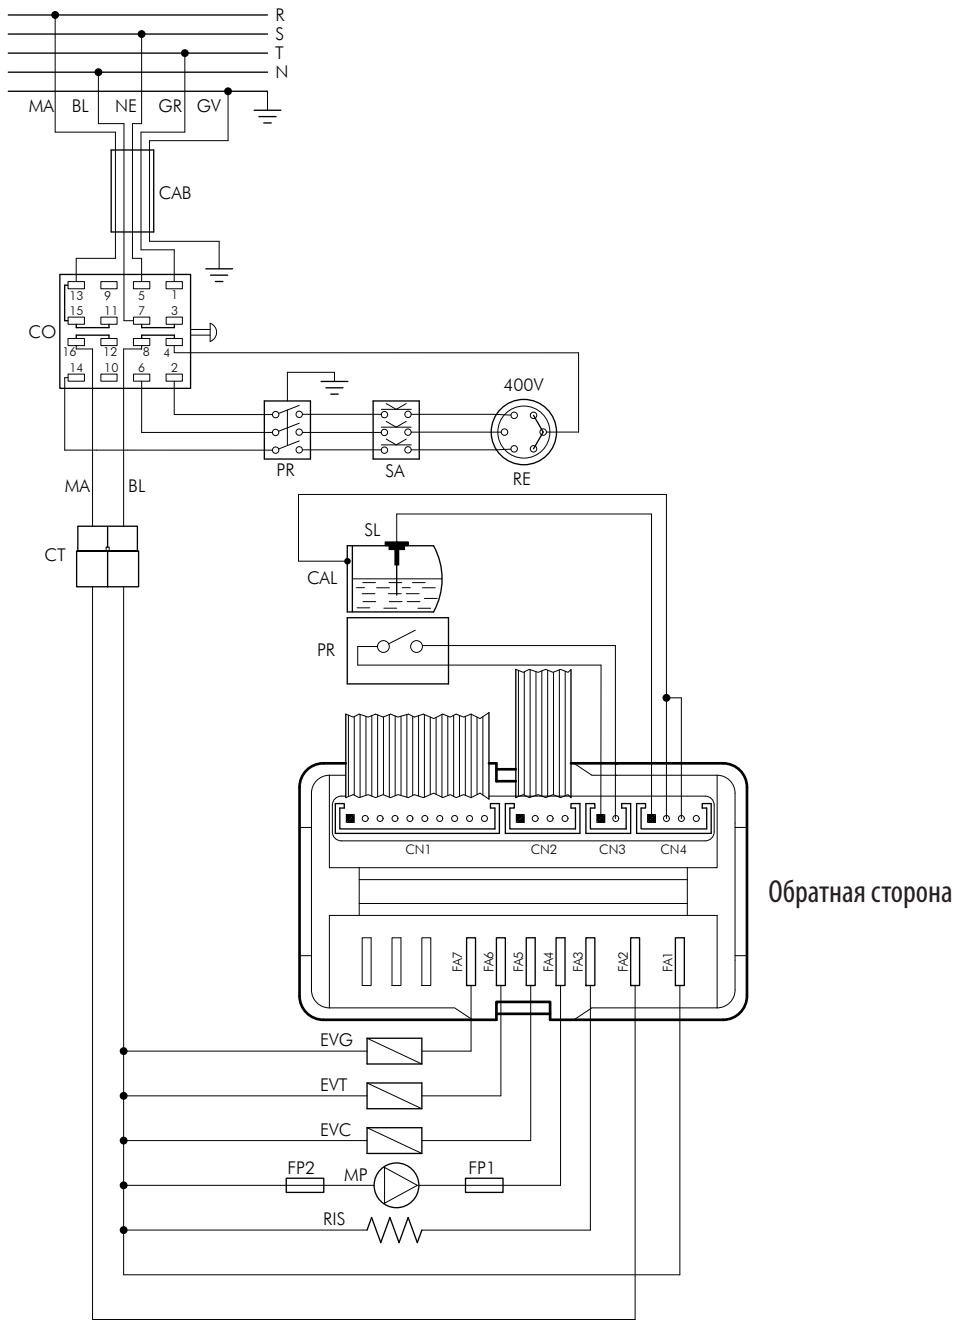 R
S
T
N
MA BL NE GR GV
CAB
13 9 5 1
15 11 7 3
CO
16 12 8 4
14 10 6 2
400V
PR SA RE
MA BL
CT
SL
CAL
PR
CN1 CN2 CN3 CN4
Обратная сторона
FA7 FA6 FA5 FA4 FA3 FA2 FA1
EVG
EVT
EVC
FP2 MP FP1
RIS